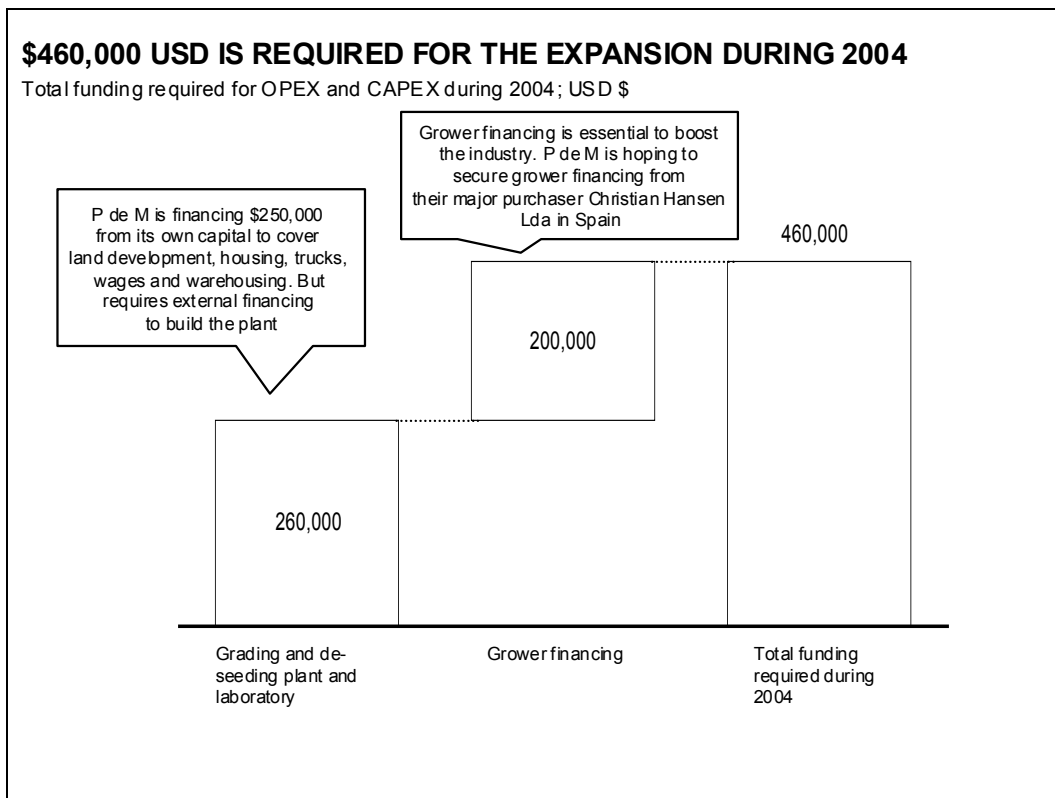 $460,000 USD IS REQUIRED FOR THE EXPANSION DURING 2004
Total funding required for OPEX and CAPEX during 2004; USD $
Grower financing is essential to boost
the industry. P de M is hoping to
secure grower financing from
their major purchaser Christian Hansen
Lda in Spain
P de M is financing $250,000
from its own capital to cover
land development, housing, trucks,
wages and warehousing. But
requires external financing
to build the plant
460,000
200,000
260,000
Grading and de-
seeding plant and
laboratory
Grower financing
Total funding
required during
2004